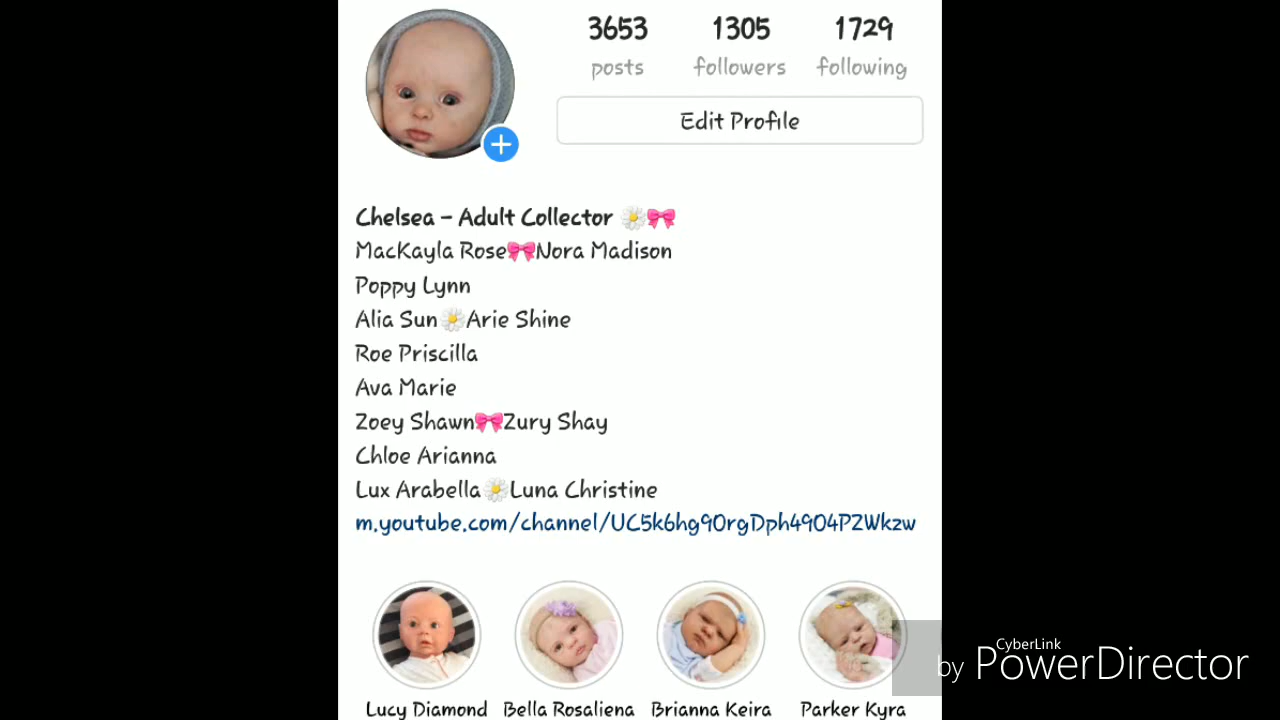 3653 1305 1729
posts followers following
Edit Profile
Chelsea - Adult Collector 🌼🎀
MacKayla Rose🎀Nora Madison
Poppy Lynn
Alia Sun🌼Arie Shine
Roe Priscilla
Ava Marie
Zoey Shawn🎀Zury Shay
Chloe Arianna
Lux Arabella🌼Luna Christine
m.youtube.com/channel/UC5k6hg9OrgDph49O4PZWkzw
Lucy Diamond Bella Rosaliena Brianna Keira Parker Kyra
CyberLink
by PowerDirector